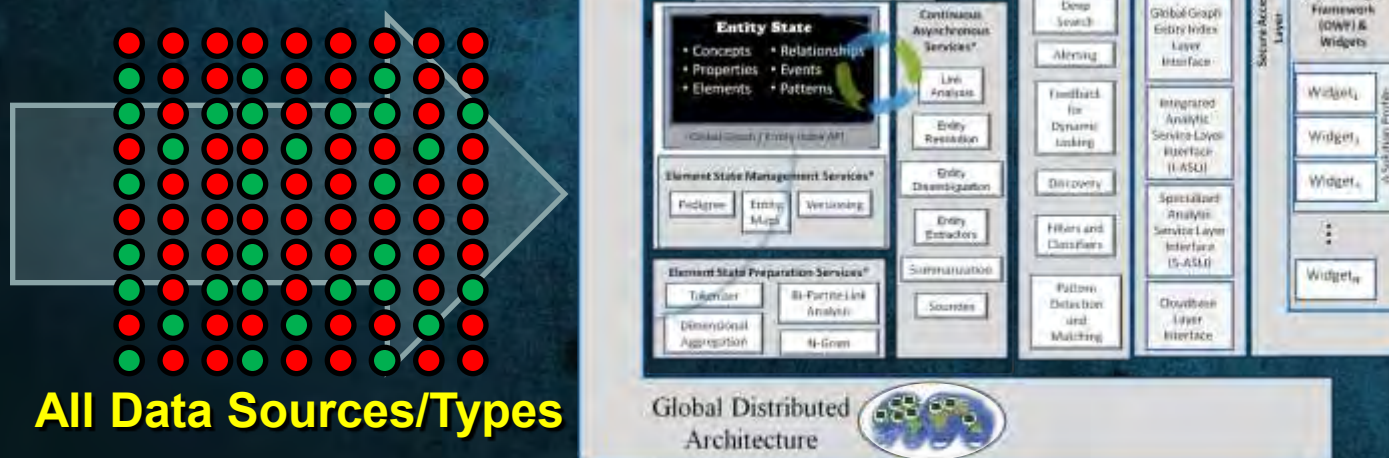 All Data Sources/Types
Entity State
• Concepts • Relationships
• Properties • Events
• Elements • Patterns
Global Graph / Entity Index API
Element State Management Services*
Pedigree
Entity
Maps
Versioning
Element State Preparation Services*
Tokenizer
Bi-Partite Link
Analysis
Dimensional
Aggregation
N-Gram
Continuous
Asynchronous
Services*
Link
Analysis
Entity
Resolution
Entity
Disambiguation
Entity
Extractors
Summarization
Sources
Deep
Search
Alerting
Feedback
for
Dynamic
Tasking
Discovery
Filters and
Classifiers
Pattern
Detection
and
Matching
Global Graph
Entity Index
Layer
Interface
Integrated
Analytic
Service Layer
Interface
(I-ASLI)
Specialized
Analytic
Service Layer
Interface
(S-ASLI)
Cloudbase
Layer
Interface
Layer
Framework
(OWF) &
Widgets
Widget
Widget
Widget
Widget
Global Distributed
Architecture